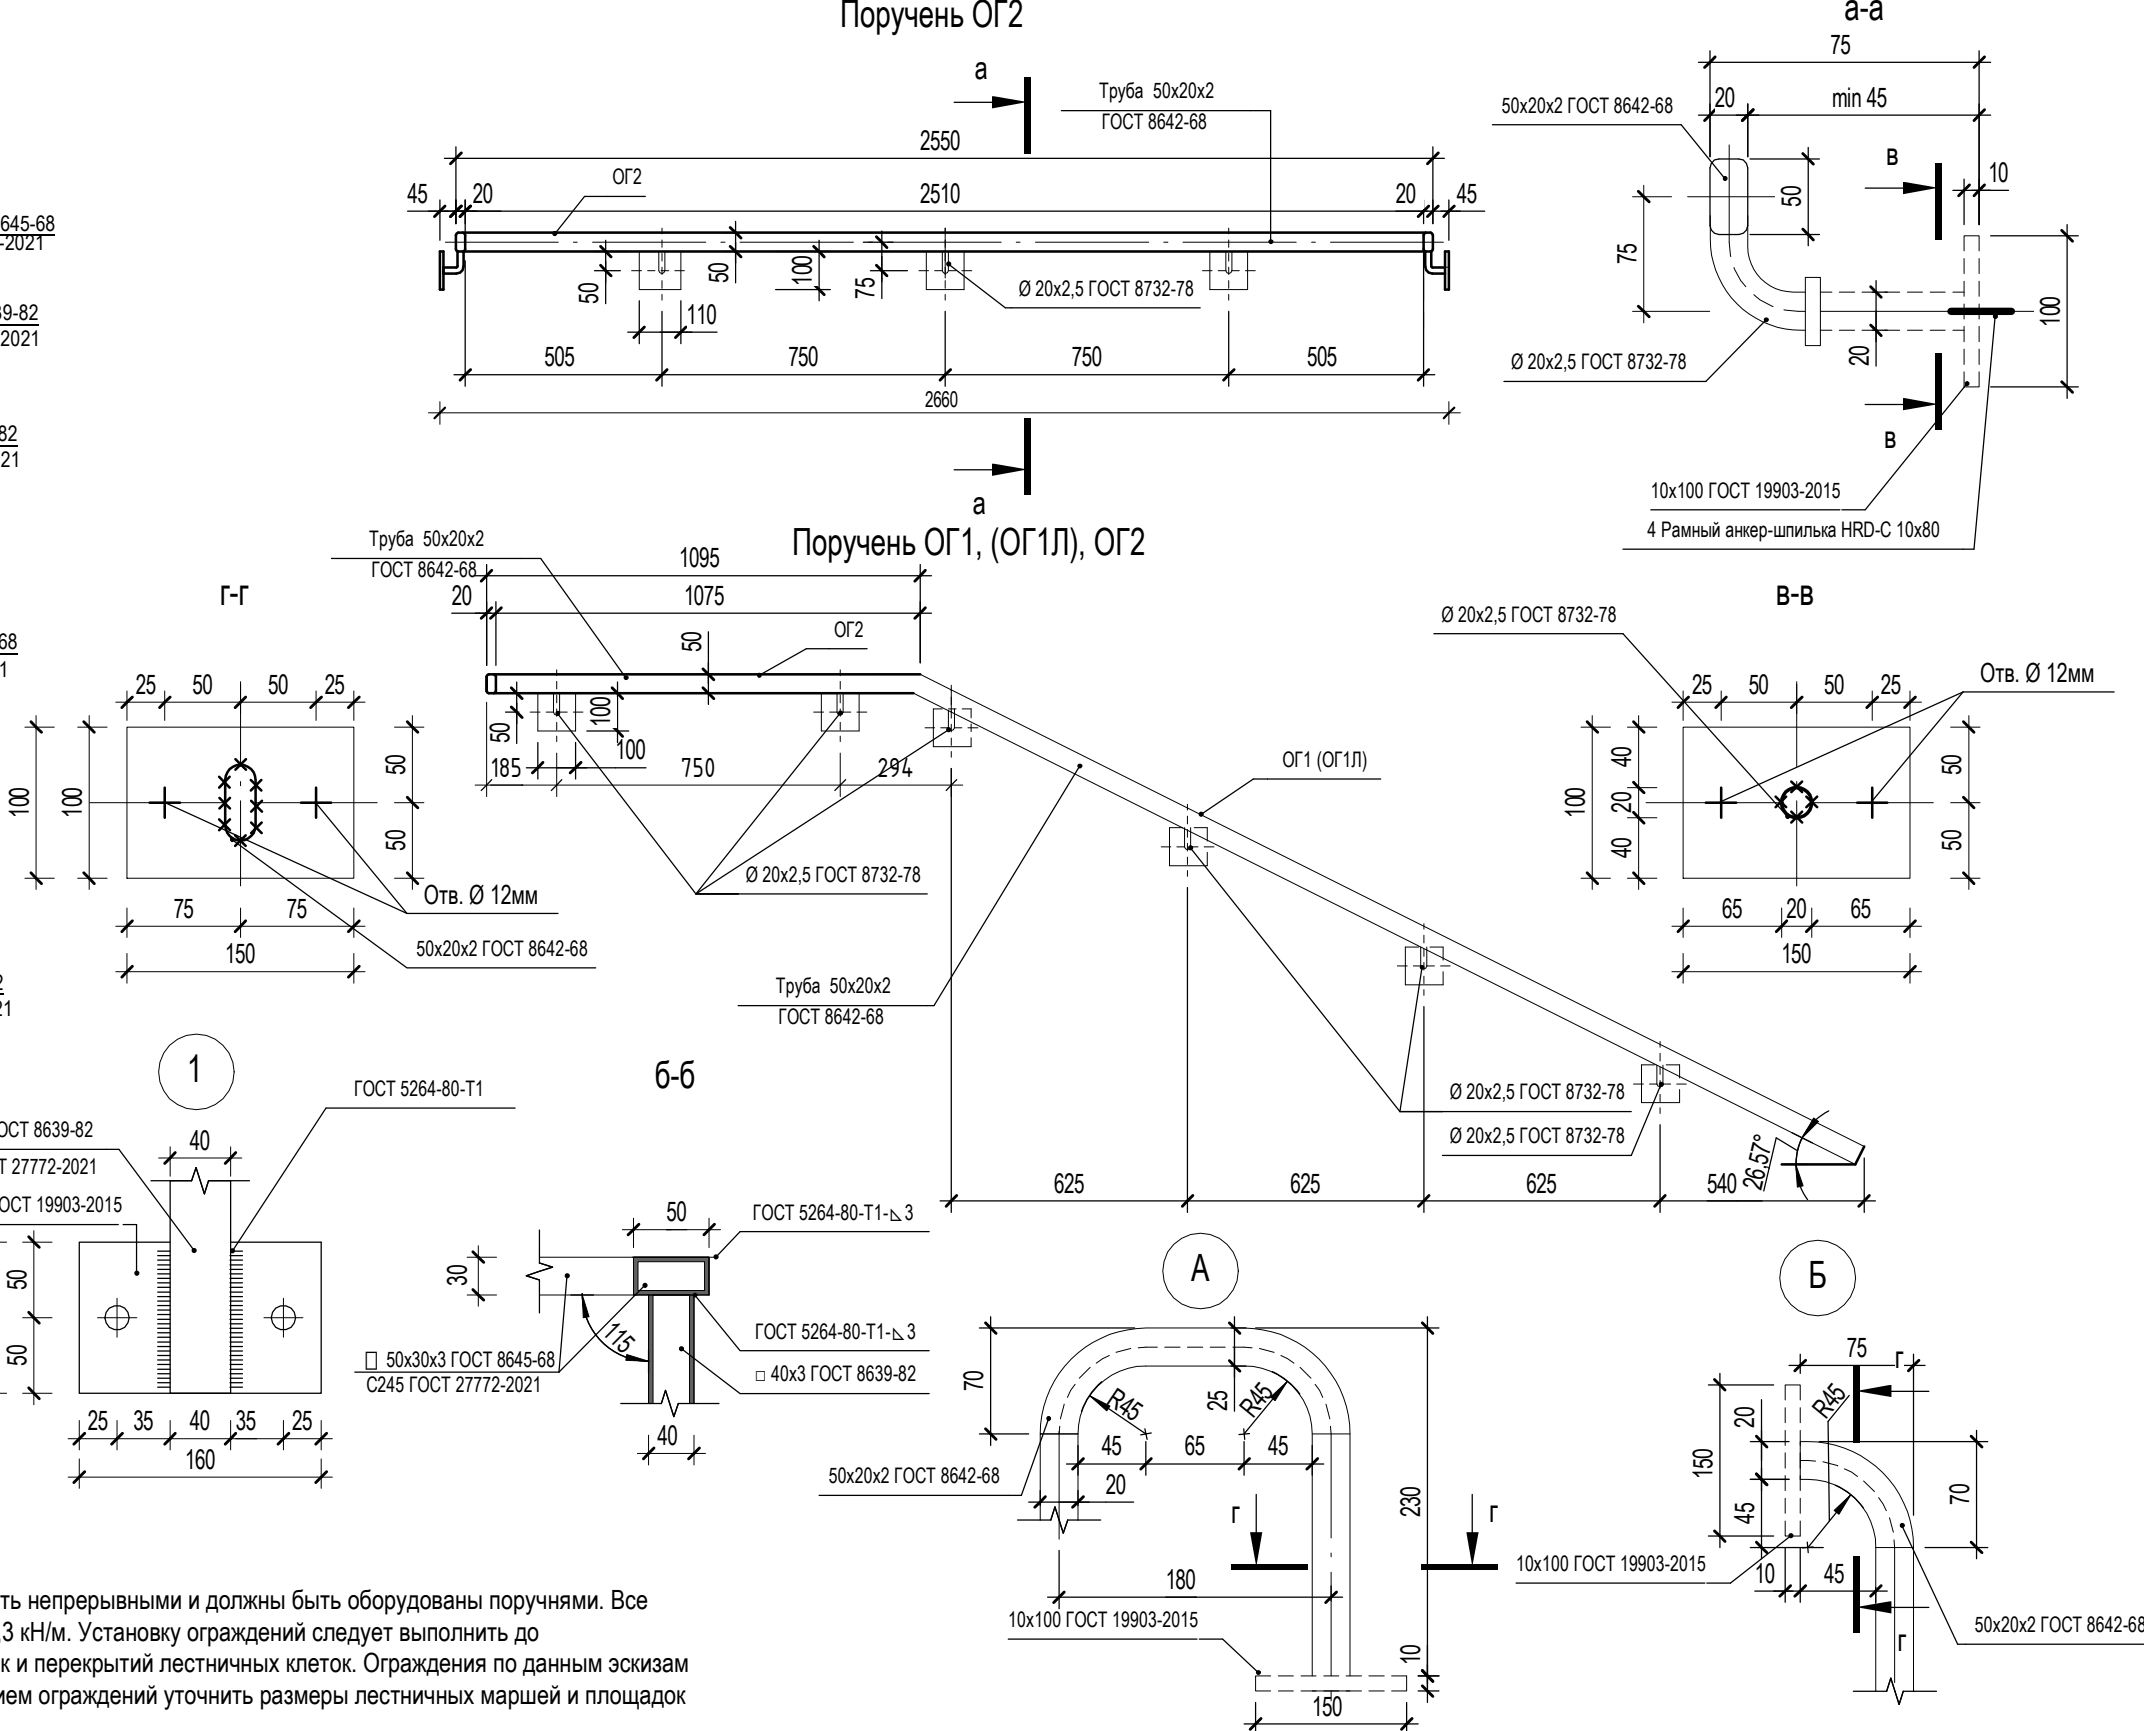 Поручень ОГ2
а
Труба 50х20х2
ГОСТ 8642-68
2550
45
20
ОГ2
2510
20
45
50
50
100
75
Ø 20х2,5 ГОСТ 8732-78
110
505
750
750
505
2660
а
а-а
75
50х20х2 ГОСТ 8642-68
20
min 45
в
10
50
75
100
20
Ø 20х2,5 ГОСТ 8732-78
в
10х100 ГОСТ 19903-2015
4 Рамный анкер-шпилька HRD-C 10х80
645-68
-2021
39-82
2021
82
21
68
1
2
21
Поручень ОГ1, (ОГ1Л), ОГ2
Труба 50х20х2
ГОСТ 8642-68
1095
20
1075
50
ОГ2
50
100
100
185
750
294
ОГ1 (ОГ1Л)
Ø 20х2,5 ГОСТ 8732-78
Труба 50х20х2
ГОСТ 8642-68
Ø 20х2,5 ГОСТ 8732-78
Ø 20х2,5 ГОСТ 8732-78
26,57°
625
625
625
540
г-г
25
50
50
25
100
100
50
50
Отв. Ø 12мм
75
75
50х20х2 ГОСТ 8642-68
150
в-в
Ø 20х2,5 ГОСТ 8732-78
Отв. Ø 12мм
25
50
50
25
100
40
20
40
50
50
65
20
65
150
1
ГОСТ 5264-80-Т1
ОСТ 8639-82
Т 27772-2021
ОСТ 19903-2015
40
50
50
25
35
40
35
25
160
б-б
50
ГОСТ 5264-80-Т1-⊿3
30
ГОСТ 5264-80-Т1-⊿3
115
50х30х3 ГОСТ 8645-68
С245 ГОСТ 27772-2021
□ 40х3 ГОСТ 8639-82
40
А
70
R45
25
R45
45
65
45
50х20х2 ГОСТ 8642-68
20
230
г
г
180
10х100 ГОСТ 19903-2015
10
150
Б
75
г
R45
150
20
45
70
10х100 ГОСТ 19903-2015
10
45
50х20х2 ГОСТ 8642-68
г
ть непрерывными и должны быть оборудованы поручнями. Все
,3 кН/м. Установку ограждений следует выполнить до
к и перекрытий лестничных клеток. Ограждения по данным эскизам
ием ограждений уточнить размеры лестничных маршей и площадок